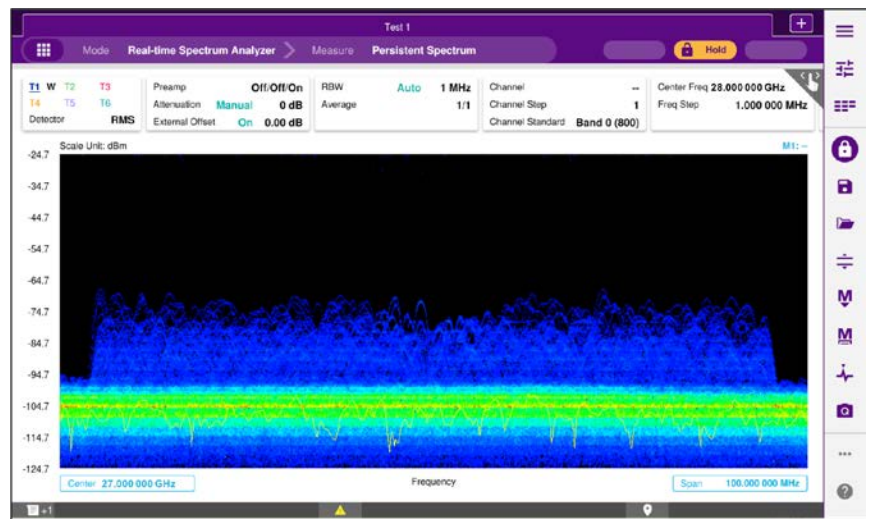 Test 1
+
Mode Real-time Spectrum Analyzer Measure Persistent Spectrum Hold
T1 W T2 T3
T4 T5 T6
Detector RMS
Preamp Off/Off/On
Attenuation Manual 0 dB
External Offset On 0.00 dB
RBW Auto 1 MHz
Average 1/1
Channel --
Channel Step 1
Channel Standard Band 0 (800)
Center Freq 28.000 000 GHz
Freq Step 1.000 000 MHz
Scale Unit: dBm M1: --
-24.7
-34.7
-44.7
-54.7
-64.7
-74.7
-84.7
-94.7
-104.7
-114.7
-124.7
Center 27.000 000 GHz Frequency Span 100.000 000 MHz
+1
M
M
?